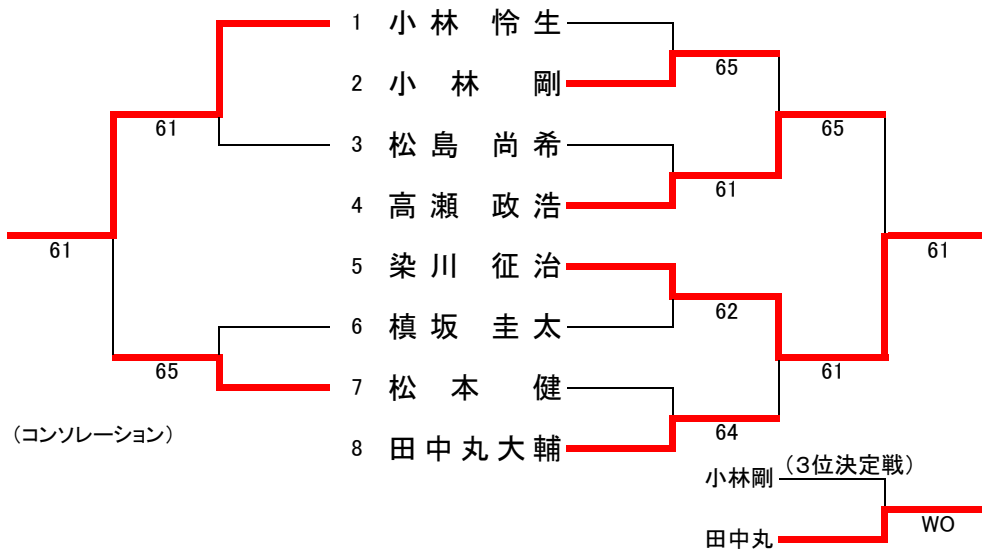 1 小林 怜生
65
2 小林 剛
61
65
3 松島 尚希
61
4 高瀬 政浩
61
61
5 染川 征治
62
6 槙坂 圭太
65
61
7 松本 健
(コンソレーション)
64
8 田中丸大輔
小林剛 (3位決定戦)
WO
田中丸